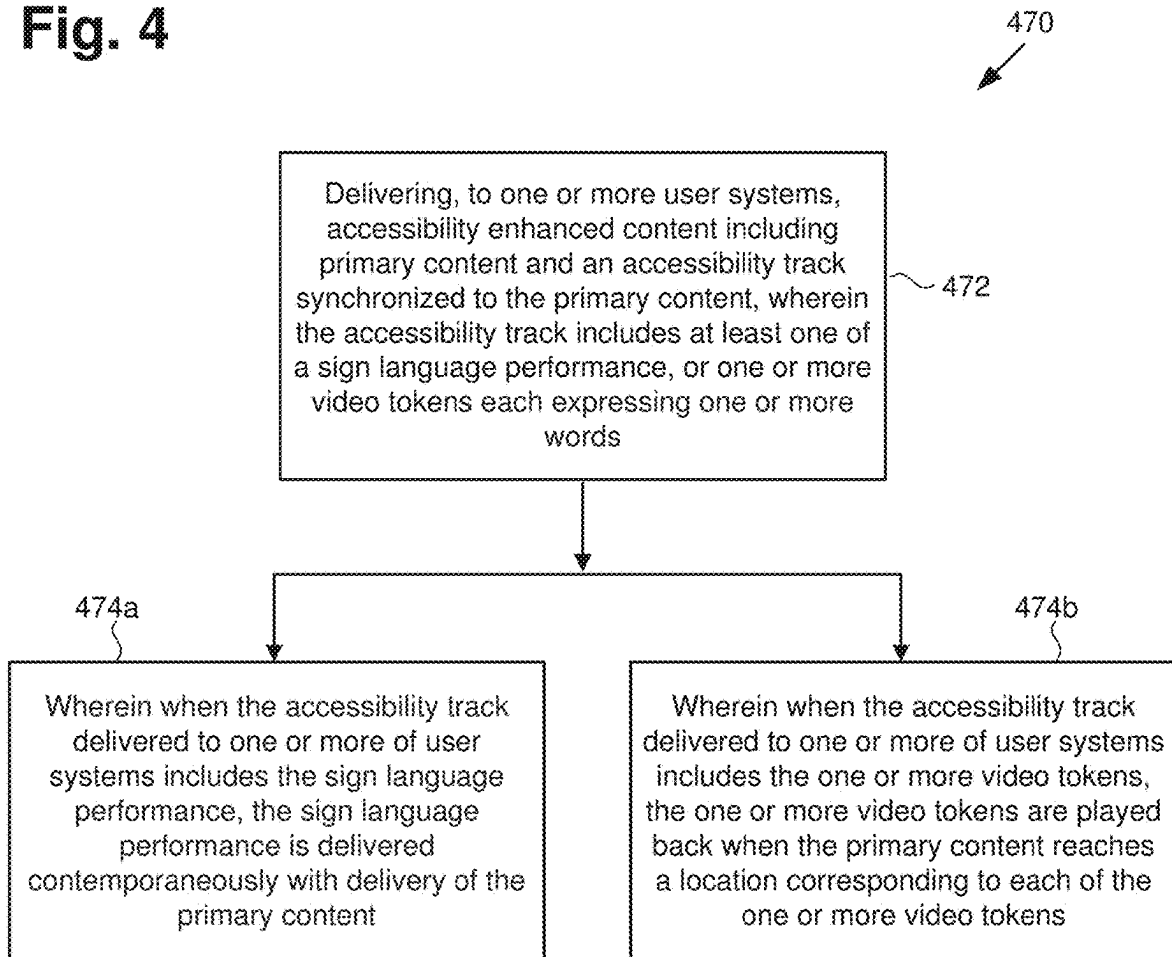 Fig. 4
470
Delivering, to one or more user systems,
accessibility enhanced content including
primary content and an accessibility track
synchronized to the primary content, wherein
the accessibility track includes at least one of
a sign language performance, or one or more
video tokens each expressing one or more
words
472
474a
Wherein when the accessibility track
delivered to one or more of user
systems includes the sign language
performance, the sign language
performance is delivered
contemporaneously with delivery of the
primary content
474b
Wherein when the accessibility track
delivered to one or more of user systems
includes the one or more video tokens,
the one or more video tokens are played
back when the primary content reaches
a location corresponding to each of the
one or more video tokens